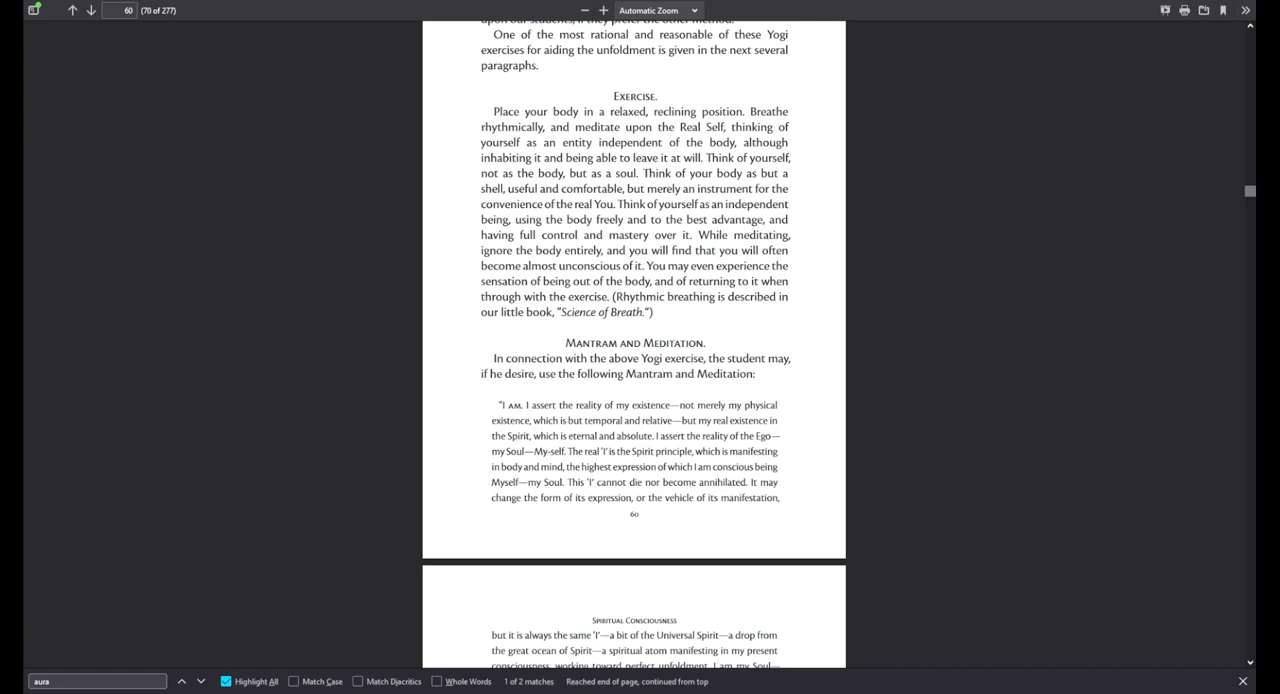 60 (70 of 277) Automatic Zoom
upon our students, if they prefer the other method.
One of the most rational and reasonable of these Yogi
exercises for aiding the unfoldment is given in the next several
paragraphs.
Exercise.
Place your body in a relaxed, reclining position. Breathe
rhythmically, and meditate upon the Real Self, thinking of
yourself as an entity independent of the body, although
inhabiting it and being able to leave it at will. Think of yourself,
not as the body, but as a soul. Think of your body as but a
shell, useful and comfortable, but merely an instrument for the
convenience of the real You. Think of yourself as an independent
being, using the body freely and to the best advantage, and
having full control and mastery over it. While meditating,
ignore the body entirely, and you will find that you will often
become almost unconscious of it. You may even experience the
sensation of being out of the body, and of returning to it when
through with the exercise. (Rhythmic breathing is described in
our little book, “Science of Breath.”)
Mantram and Meditation.
In connection with the above Yogi exercise, the student may,
if he desire, use the following Mantram and Meditation:
“I am. I assert the reality of my existence—not merely my physical
existence, which is but temporal and relative—but my real existence in
the Spirit, which is eternal and absolute. I assert the reality of the Ego—
my Soul—My-self. The real ‘I’ is the Spirit principle, which is manifesting
in body and mind, the highest expression of which I am conscious being
Myself—my Soul. This ‘I’ cannot die nor become annihilated. It may
change the form of its expression, or the vehicle of its manifestation,
60
Spiritual Consciousness
but it is always the same ‘I’—a bit of the Universal Spirit—a drop from
the great ocean of Spirit—a spiritual atom manifesting in my present
consciousness, working toward perfect unfoldment. I am my Soul—
aura Highlight All Match Case Match Diacritics Whole Words 1 of 2 matches Reached end of page, continued from top